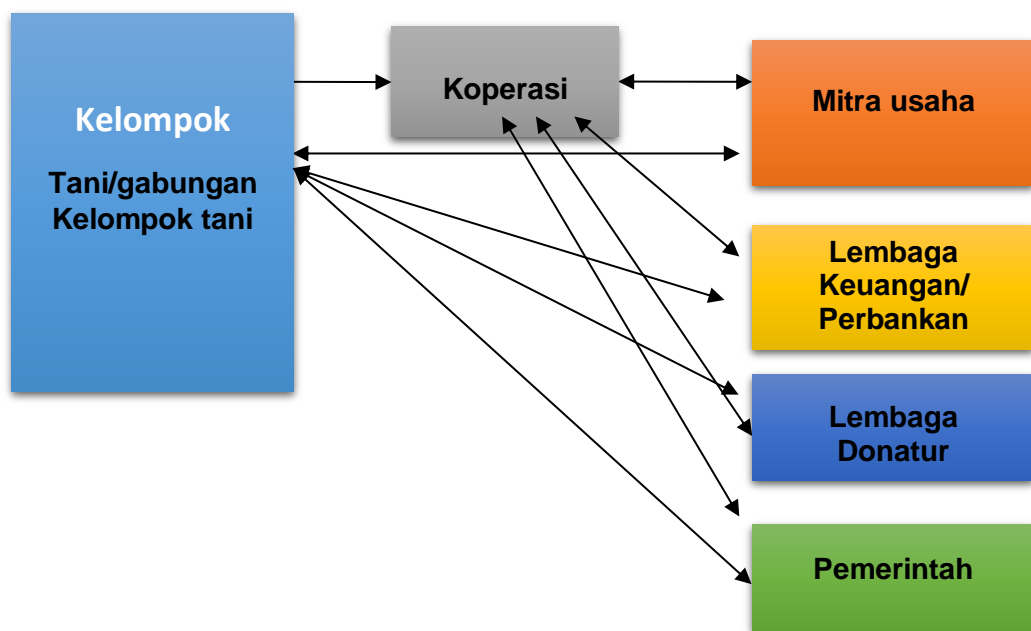 Kelompok
Tani/gabungan
Kelompok tani
Koperasi
Mitra usaha
Lembaga
Keuangan/
Perbankan
Lembaga
Donatur
Pemerintah